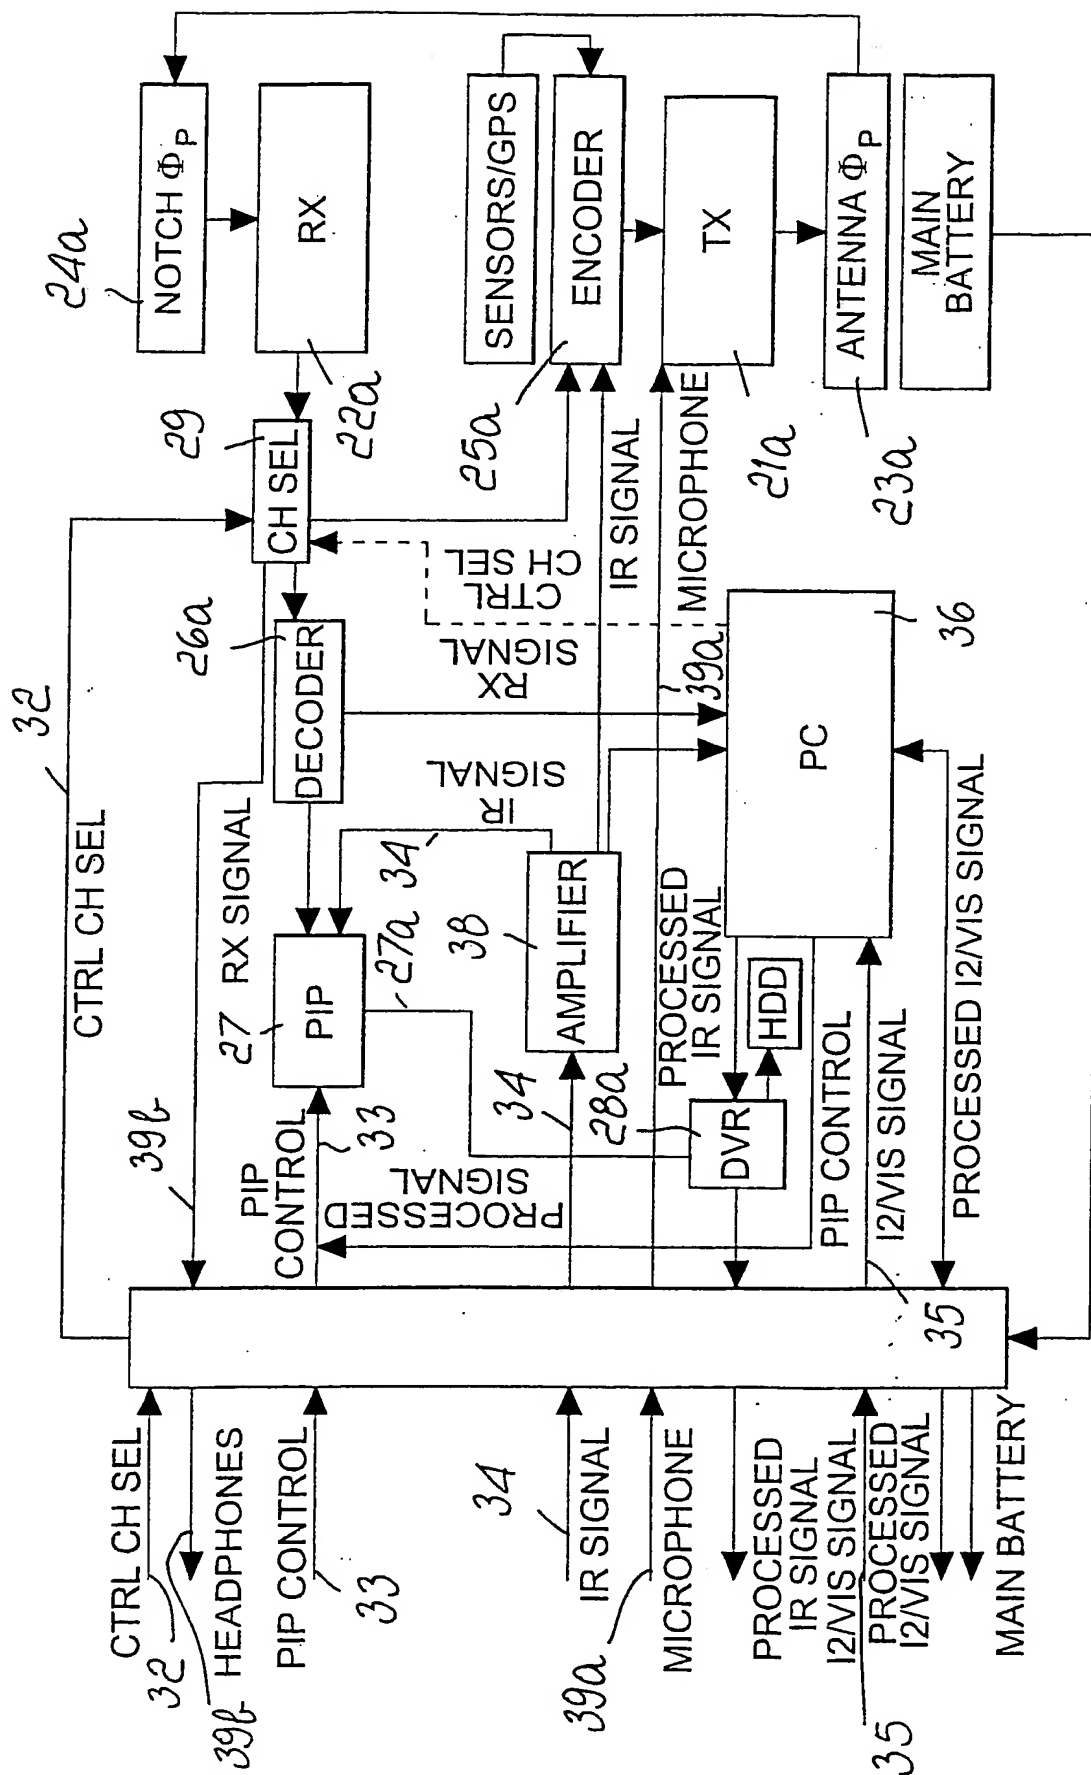 CTRL CH SEL
32
HEADPHONES
39b
PIP CONTROL
33
34
IR SIGNAL
39a
MICROPHONE
PROCESSED
IR SIGNAL
I2/VIS SIGNAL
PROCESSED
I2/VIS SIGNAL
35
MAIN BATTERY
CTRL CH SEL
32
39b
RX SIGNAL
PIP
CONTROL
33
PROCESSED
SIGNAL
27
PIP
27a
34
IR
SIGNAL
34
38
AMPLIFIER
28a
DVR
HDD
PROCESSED
IR SIGNAL
PIP CONTROL
I2/VIS SIGNAL
35
PROCESSED I2/VIS SIGNAL
26a
DECODER
RX
SIGNAL
CTRL
CH SEL
39a
PC
36
29
CH SEL
22a
RX
24a
NOTCH ΦP
SENSORS/GPS
25a
ENCODER
IR SIGNAL
MICROPHONE
21a
TX
23a
ANTENNA ΦP
MAIN
BATTERY